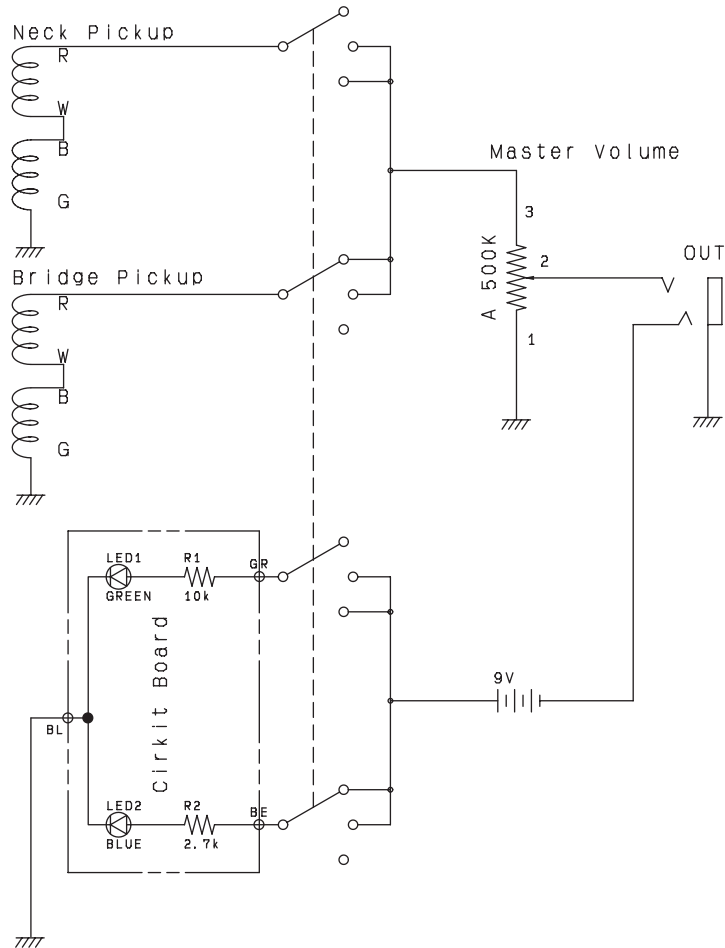 Neck Pickup
R
W
B
G
Master Volume
3
2
A 500K
1
OUT
Bridge Pickup
R
W
B
G
LED1
GREEN
R1
10k
GR
Cirkit Board
9V
BL
LED2
BLUE
R2
2.7k
BE